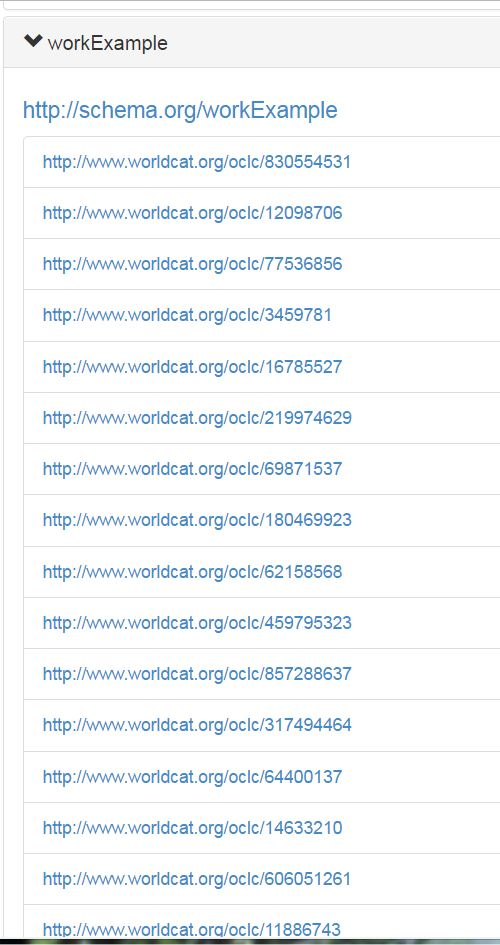 workExample
http://schema.org/workExample
http://www.worldcat.org/oclc/830554531
http://www.worldcat.org/oclc/12098706
http://www.worldcat.org/oclc/77536856
http://www.worldcat.org/oclc/3459781
http://www.worldcat.org/oclc/16785527
http://www.worldcat.org/oclc/219974629
http://www.worldcat.org/oclc/69871537
http://www.worldcat.org/oclc/180469923
http://www.worldcat.org/oclc/62158568
http://www.worldcat.org/oclc/459795323
http://www.worldcat.org/oclc/857288637
http://www.worldcat.org/oclc/317494464
http://www.worldcat.org/oclc/64400137
http://www.worldcat.org/oclc/14633210
http://www.worldcat.org/oclc/606051261
http://www.worldcat.org/oclc/11886743